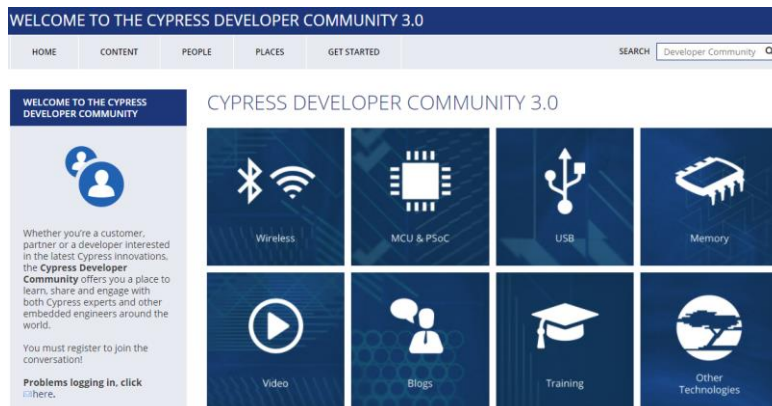 WELCOME TO THE CYPRESS DEVELOPER COMMUNITY 3.0
HOME CONTENT PEOPLE PLACES GET STARTED SEARCH Developer Community
WELCOME TO THE CYPRESS
DEVELOPER COMMUNITY
Whether you're a customer,
partner or a developer interested
in the latest Cypress innovations,
the Cypress Developer
Community offers you a place to
learn, share and engage with
both Cypress experts and other
embedded engineers around the
world.
You must register to join the
conversation!
Problems logging in, click
here.
CYPRESS DEVELOPER COMMUNITY 3.0
Wireless
MCU & PSoC
USB
Memory
Video
Blogs
Training
Other
Technologies